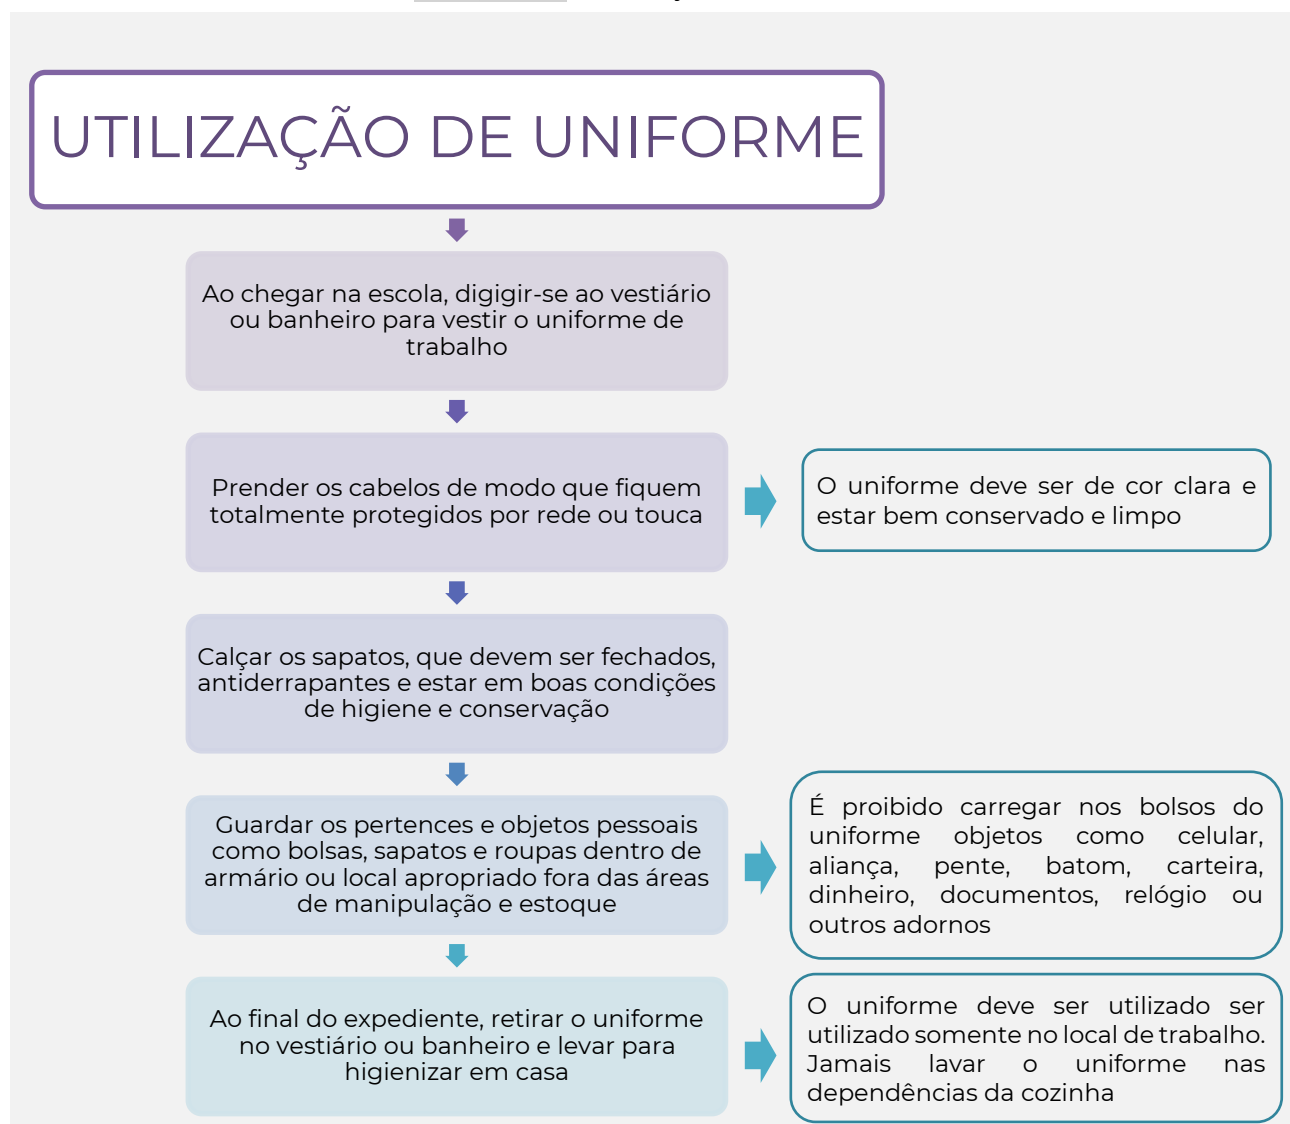 UTILIZAÇÃO DE UNIFORME
Ao chegar na escola, digigir-se ao vestiário
ou banheiro para vestir o uniforme de
trabalho
Prender os cabelos de modo que fiquem
totalmente protegidos por rede ou touca
O uniforme deve ser de cor clara e
estar bem conservado e limpo
Calçar os sapatos, que devem ser fechados,
antiderrapantes e estar em boas condições
de higiene e conservação
Guardar os pertences e objetos pessoais
como bolsas, sapatos e roupas dentro de
armário ou local apropriado fora das áreas
de manipulação e estoque
É proibido carregar nos bolsos do
uniforme objetos como celular,
aliança, pente, batom, carteira,
dinheiro, documentos, relógio ou
outros adornos
Ao final do expediente, retirar o uniforme
no vestiário ou banheiro e levar para
higienizar em casa
O uniforme deve ser utilizado ser
utilizado somente no local de trabalho.
Jamais lavar o uniforme nas
dependências da cozinha